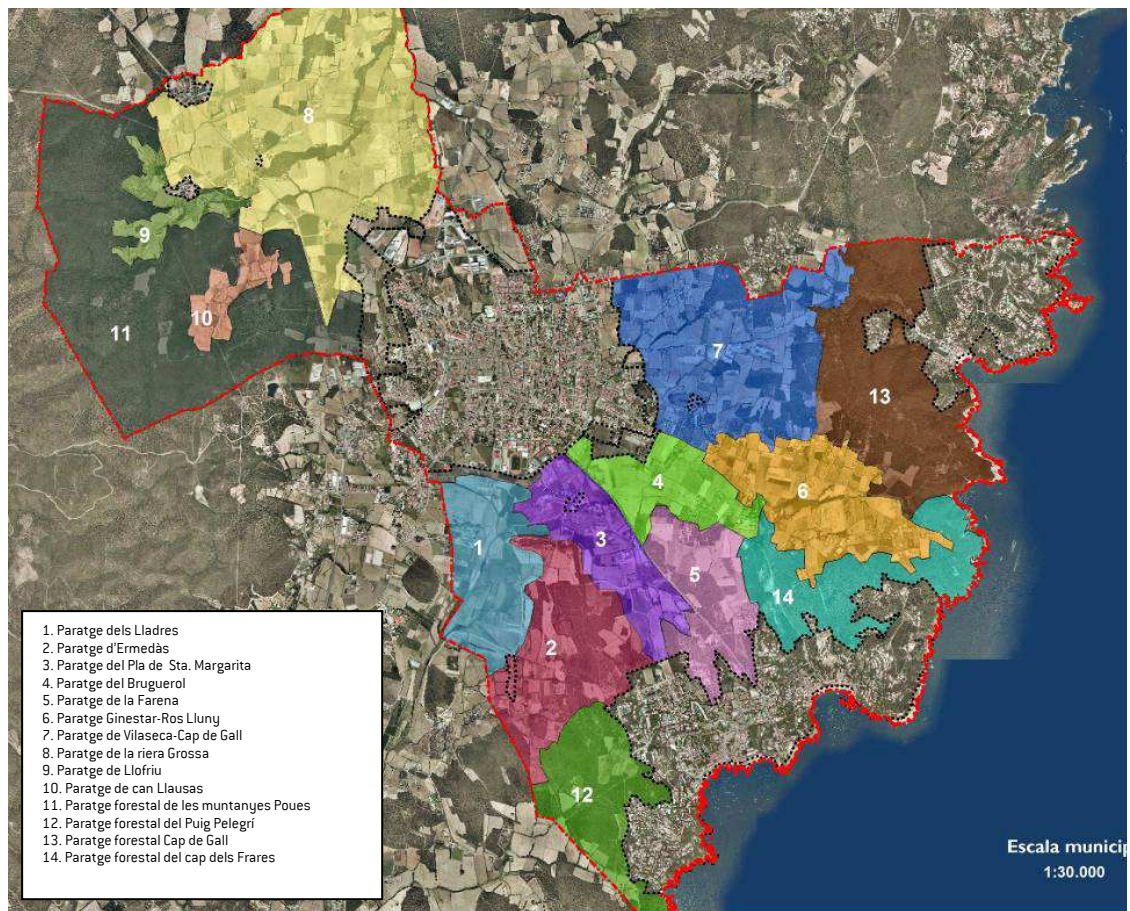 8
9
10
11
7
13
4
6
3
1
5
14
2
12
1. Paratge dels Lladres
2. Paratge d'Ermedàs
3. Paratge del Pla de Sta. Margarita
4. Paratge del Bruguerol
5. Paratge de la Farena
6. Paratge Ginestar-Ros Lluny
7. Paratge de Vilaseca-Cap de Gall
8. Paratge de la riera Grossa
9. Paratge de Llofriu
10. Paratge de can Llausas
11. Paratge forestal de les muntanyes Poues
12. Paratge forestal del Puig Pelegrí
13. Paratge forestal Cap de Gall
14. Paratge forestal del cap dels Frares
Escala municip
1:30.000